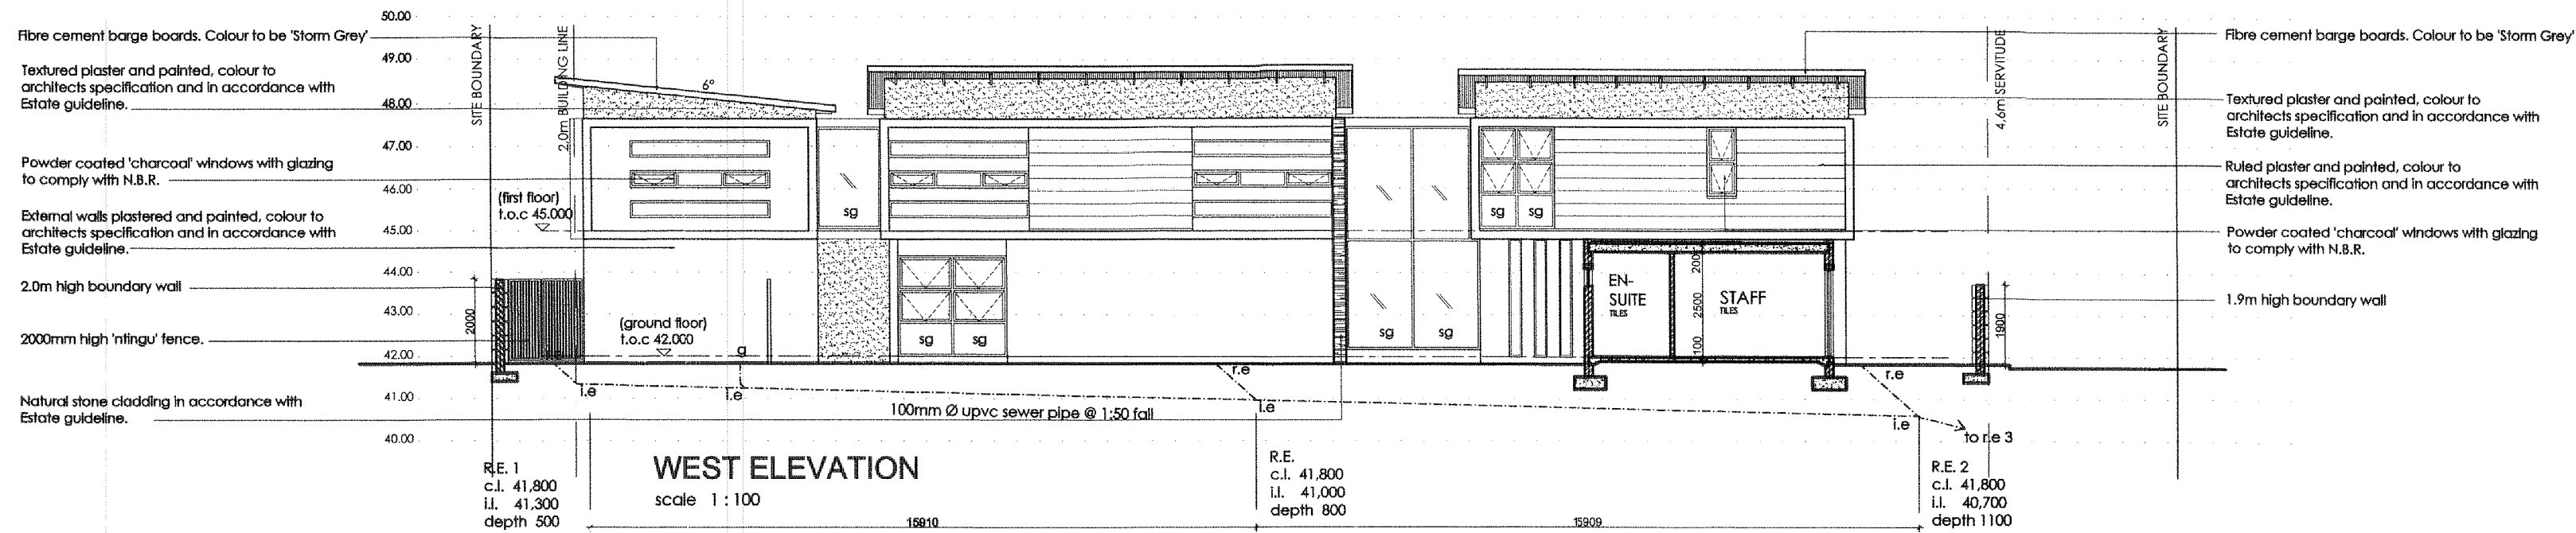 Fibre cement barge boards. Colour to be 'Storm Grey'
Textured plaster and painted, colour to
architects specification and in accordance with
Estate guideline.
Powder coated 'charcoal' windows with glazing
to comply with N.B.R.
External walls plastered and painted, colour to
architects specification and in accordance with
Estate guideline.
2.0m high boundary wall
2000mm high 'ntingu' fence.
Natural stone cladding in accordance with
Estate guideline.
50.00
49.00
48.00
47.00
46.00
45.00
44.00
43.00
42.00
41.00
40.00
SITE BOUNDARY
2.0m BUILDING LINE
6°
(first floor)
t.o.c 45.000
(ground floor)
t.o.c 42.000
2000
g
sg
sg
sg
sg
sg
sg
sg
EN-
SUITE
TILES
STAFF
TILES
200
2500
100
1900
4,6m SERVITUDE
SITE BOUNDARY
i.e
i.e
r.e
i.e
r.e
i.e
to r.e 3
100mm Ø upvc sewer pipe @ 1:50 fall
R.E. 1
c.l. 41,800
i.l. 41,300
depth 500
WEST ELEVATION
scale 1 : 100
R.E.
c.l. 41,800
i.l. 41,000
depth 800
R.E. 2
c.l. 41,800
i.l. 40,700
depth 1100
15910
15909
Fibre cement barge boards. Colour to be 'Storm Grey'
Textured plaster and painted, colour to
architects specification and in accordance with
Estate guideline.
Ruled plaster and painted, colour to
architects specification and in accordance with
Estate guideline.
Powder coated 'charcoal' windows with glazing
to comply with N.B.R.
1.9m high boundary wall